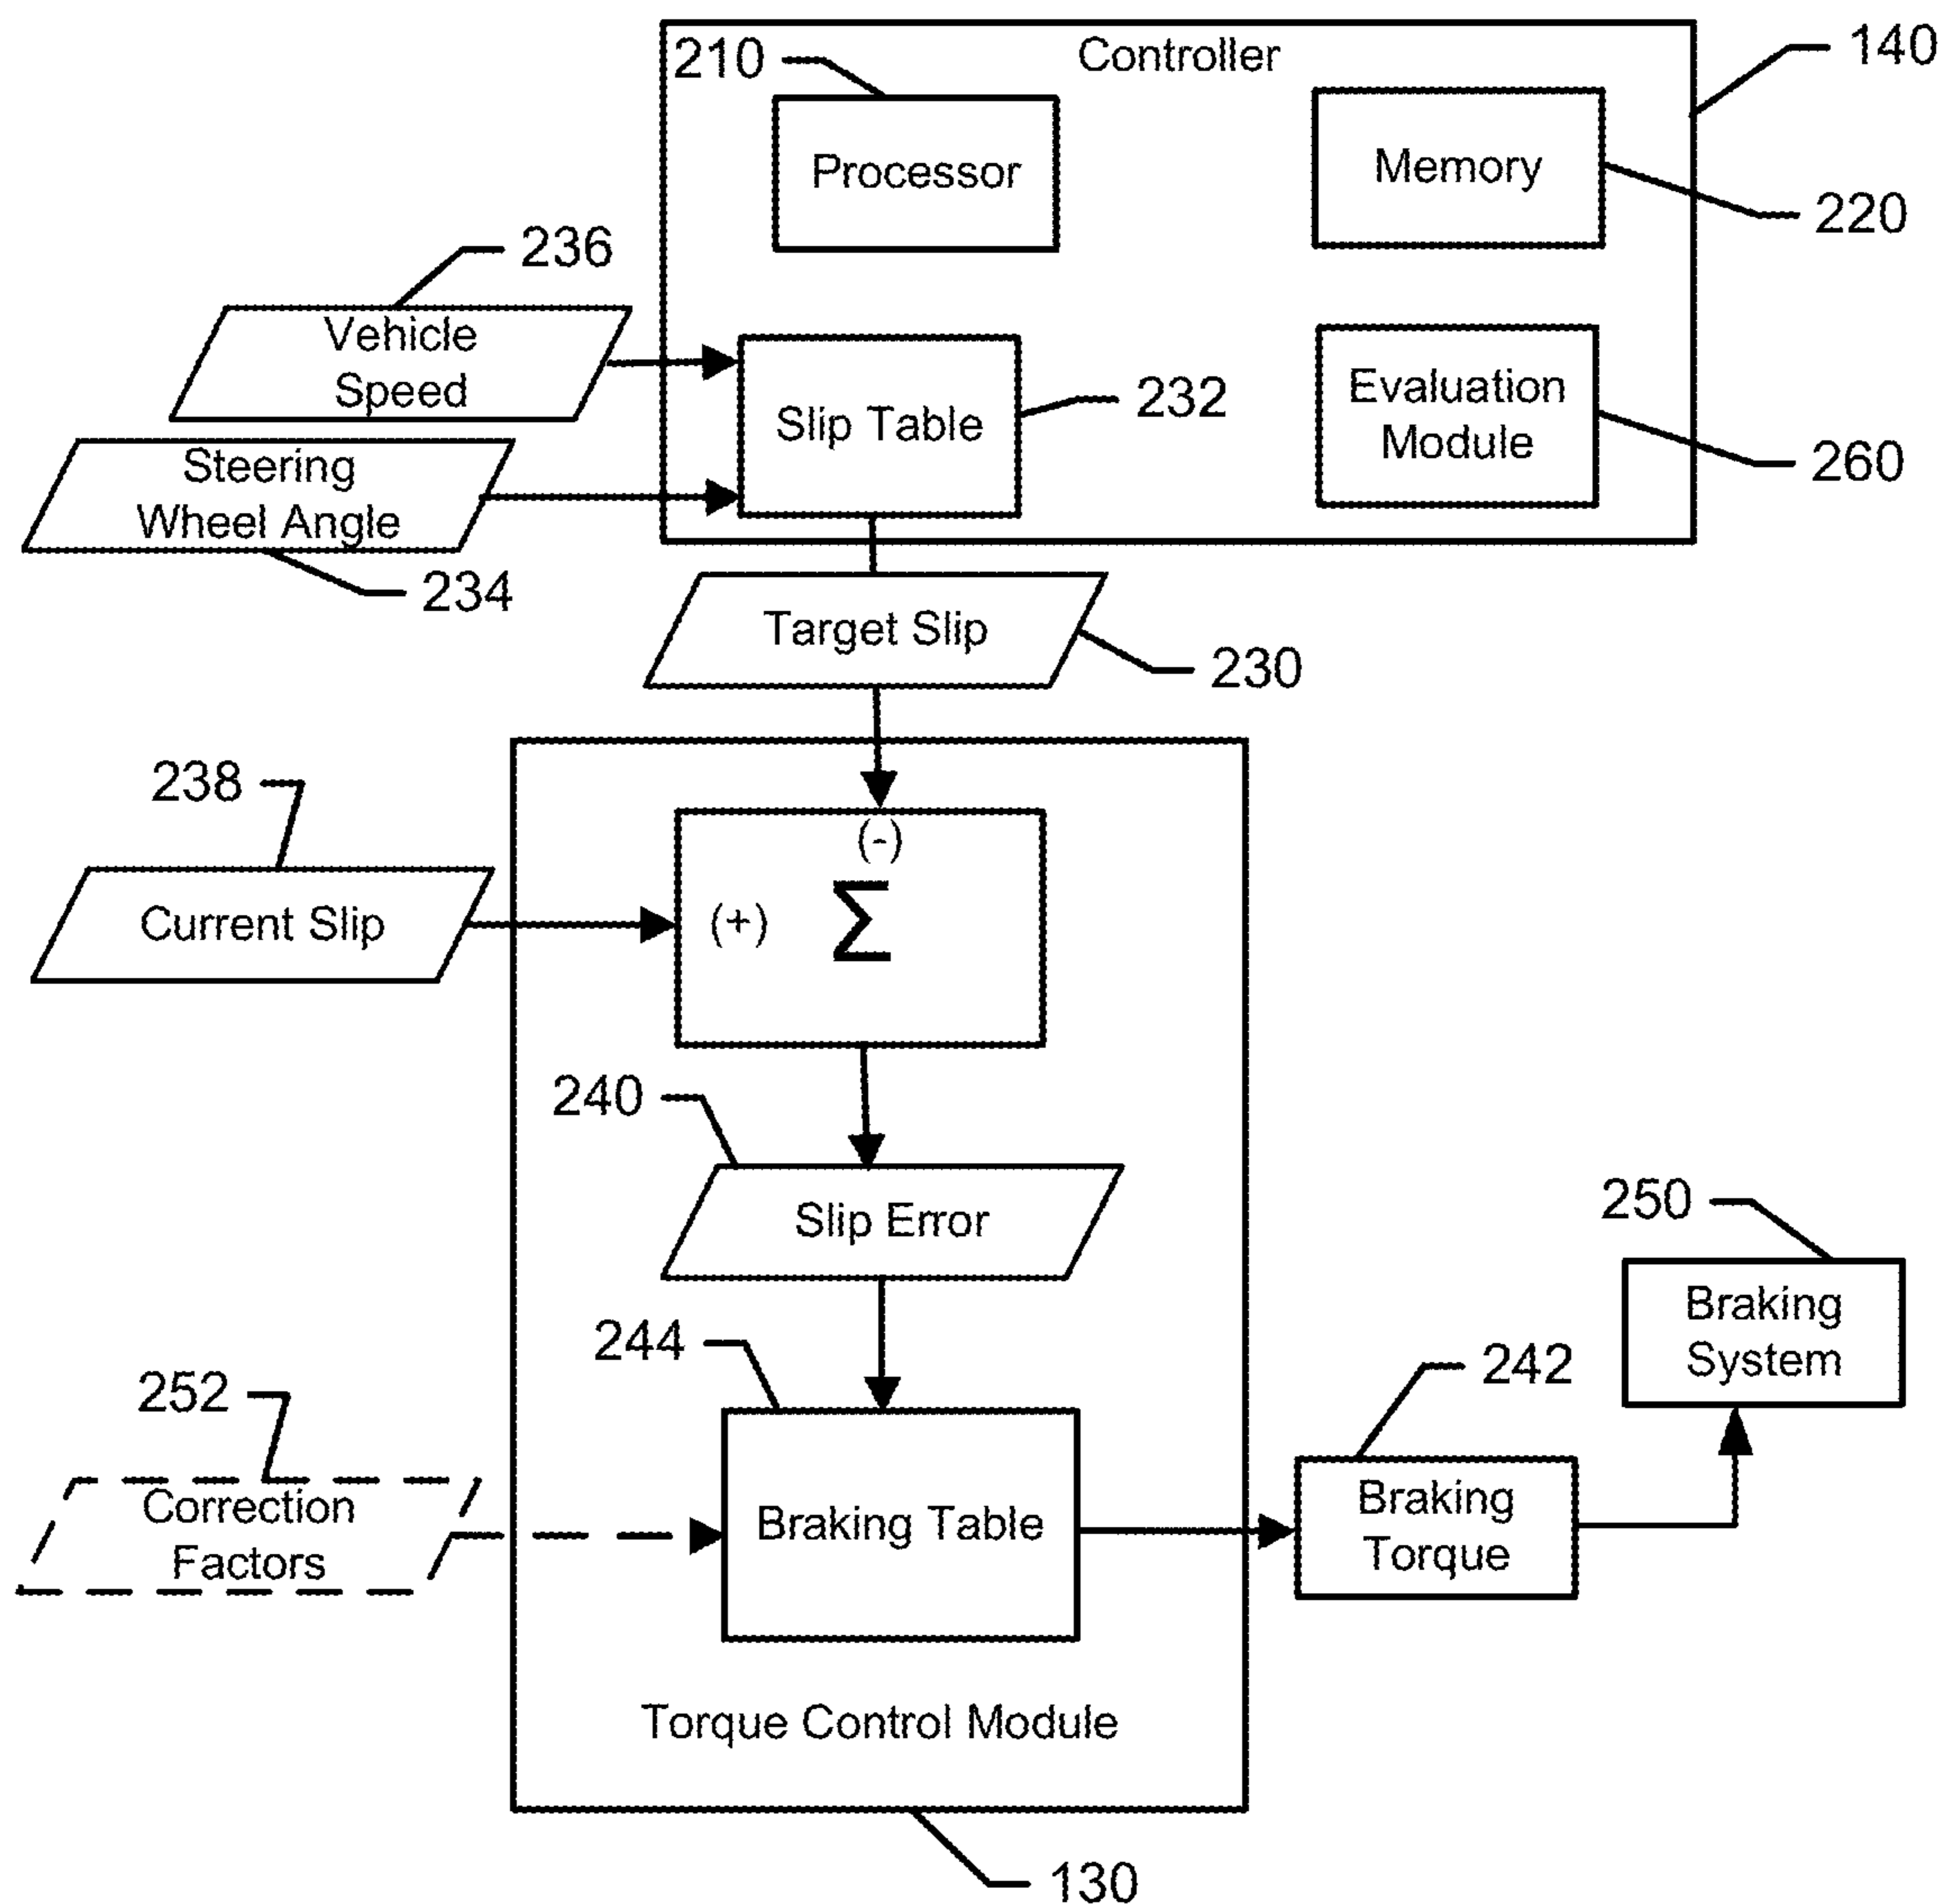 Controller
210
140
Processor
Memory
220
236
Vehicle
Speed
Slip Table
232
Evaluation
Module
260
Steering
Wheel Angle
234
Target Slip
230
238
(-)
Current Slip
(+)
Σ
240
Slip Error
250
Braking
System
244
242
252
Correction
Factors
Braking Table
Braking
Torque
Torque Control Module
130